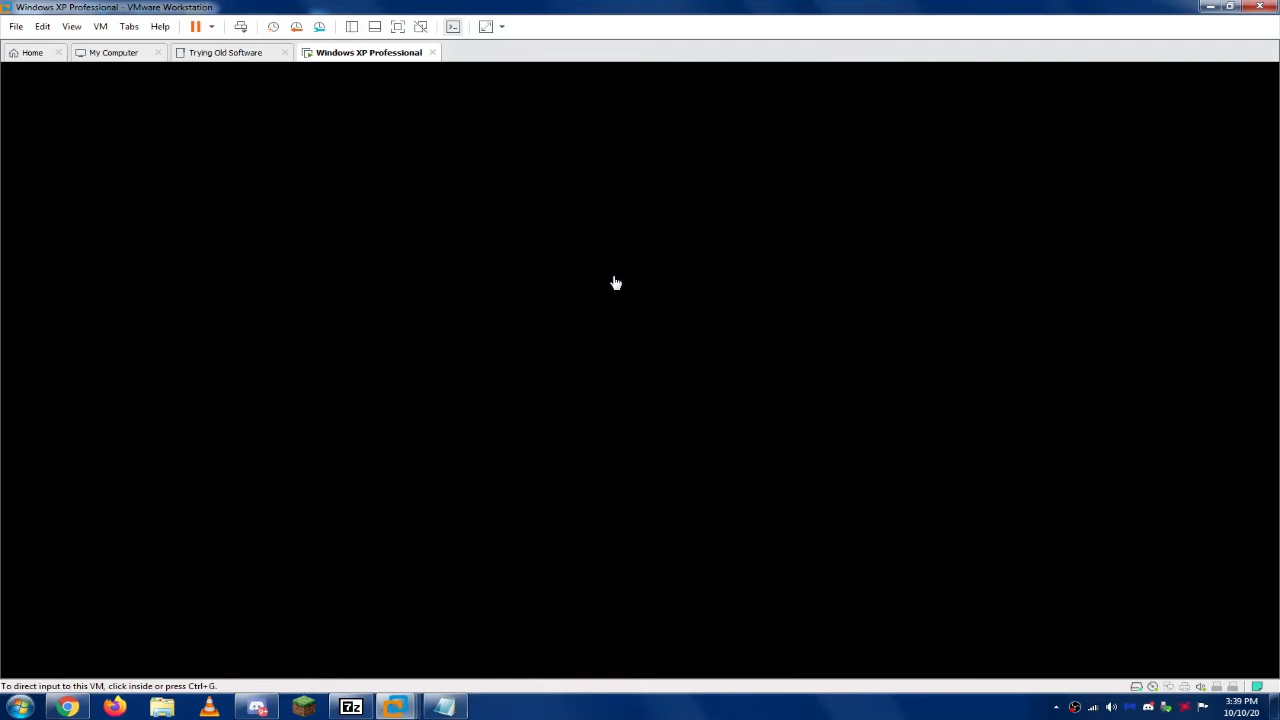 Windows XP Professional - VMware Workstation
File Edit View VM Tabs Help
Home My Computer Trying Old Software Windows XP Professional
To direct input to this VM, click inside or press Ctrl+G.
7z
3:39 PM
10/10/20